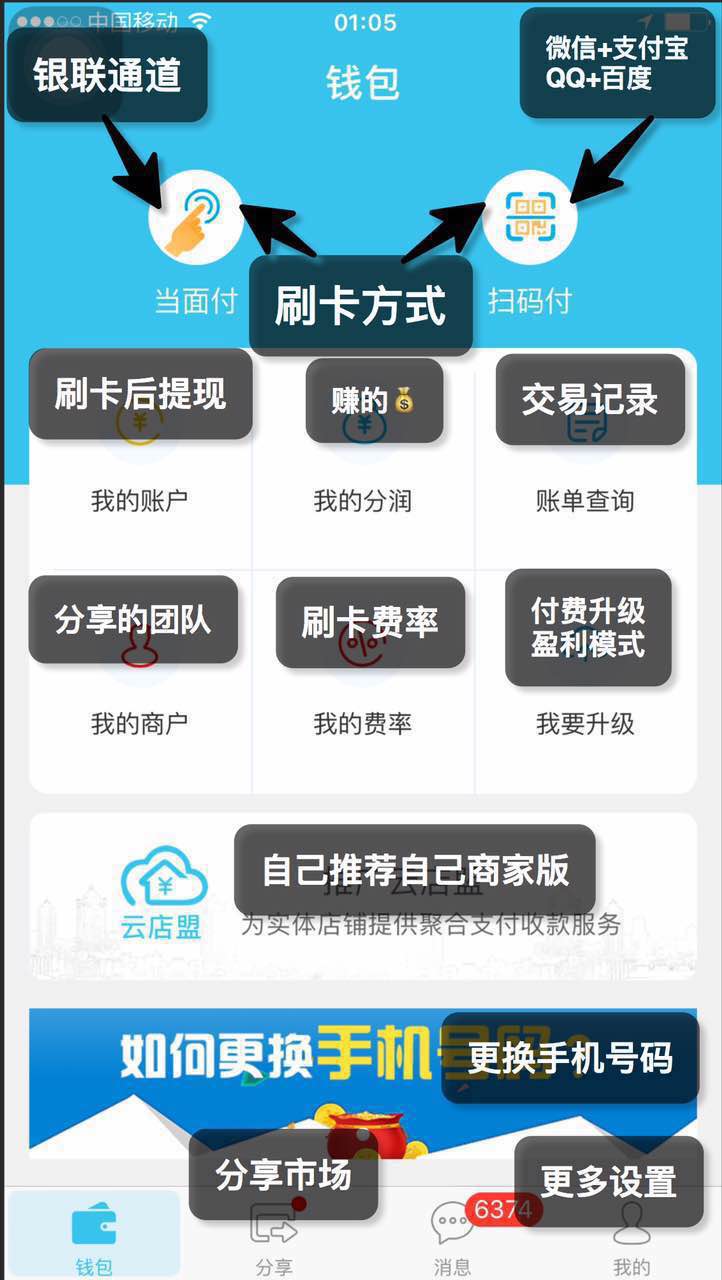 中国移动
01:05
银联通道
钱包
微信+支付宝
QQ+百度
当面付
刷卡方式
扫码付
刷卡后提现
赚的💰
交易记录
我的账户
我的分润
账单查询
分享的团队
刷卡费率
付费升级
盈利模式
我的商户
我的费率
我要升级
自己推荐自己商家版
推广云店盟
云店盟
为实体店铺提供聚合支付收款服务
如何更换手机号码?
更换手机号码
分享市场
更多设置
6374
钱包
分享
消息
我的